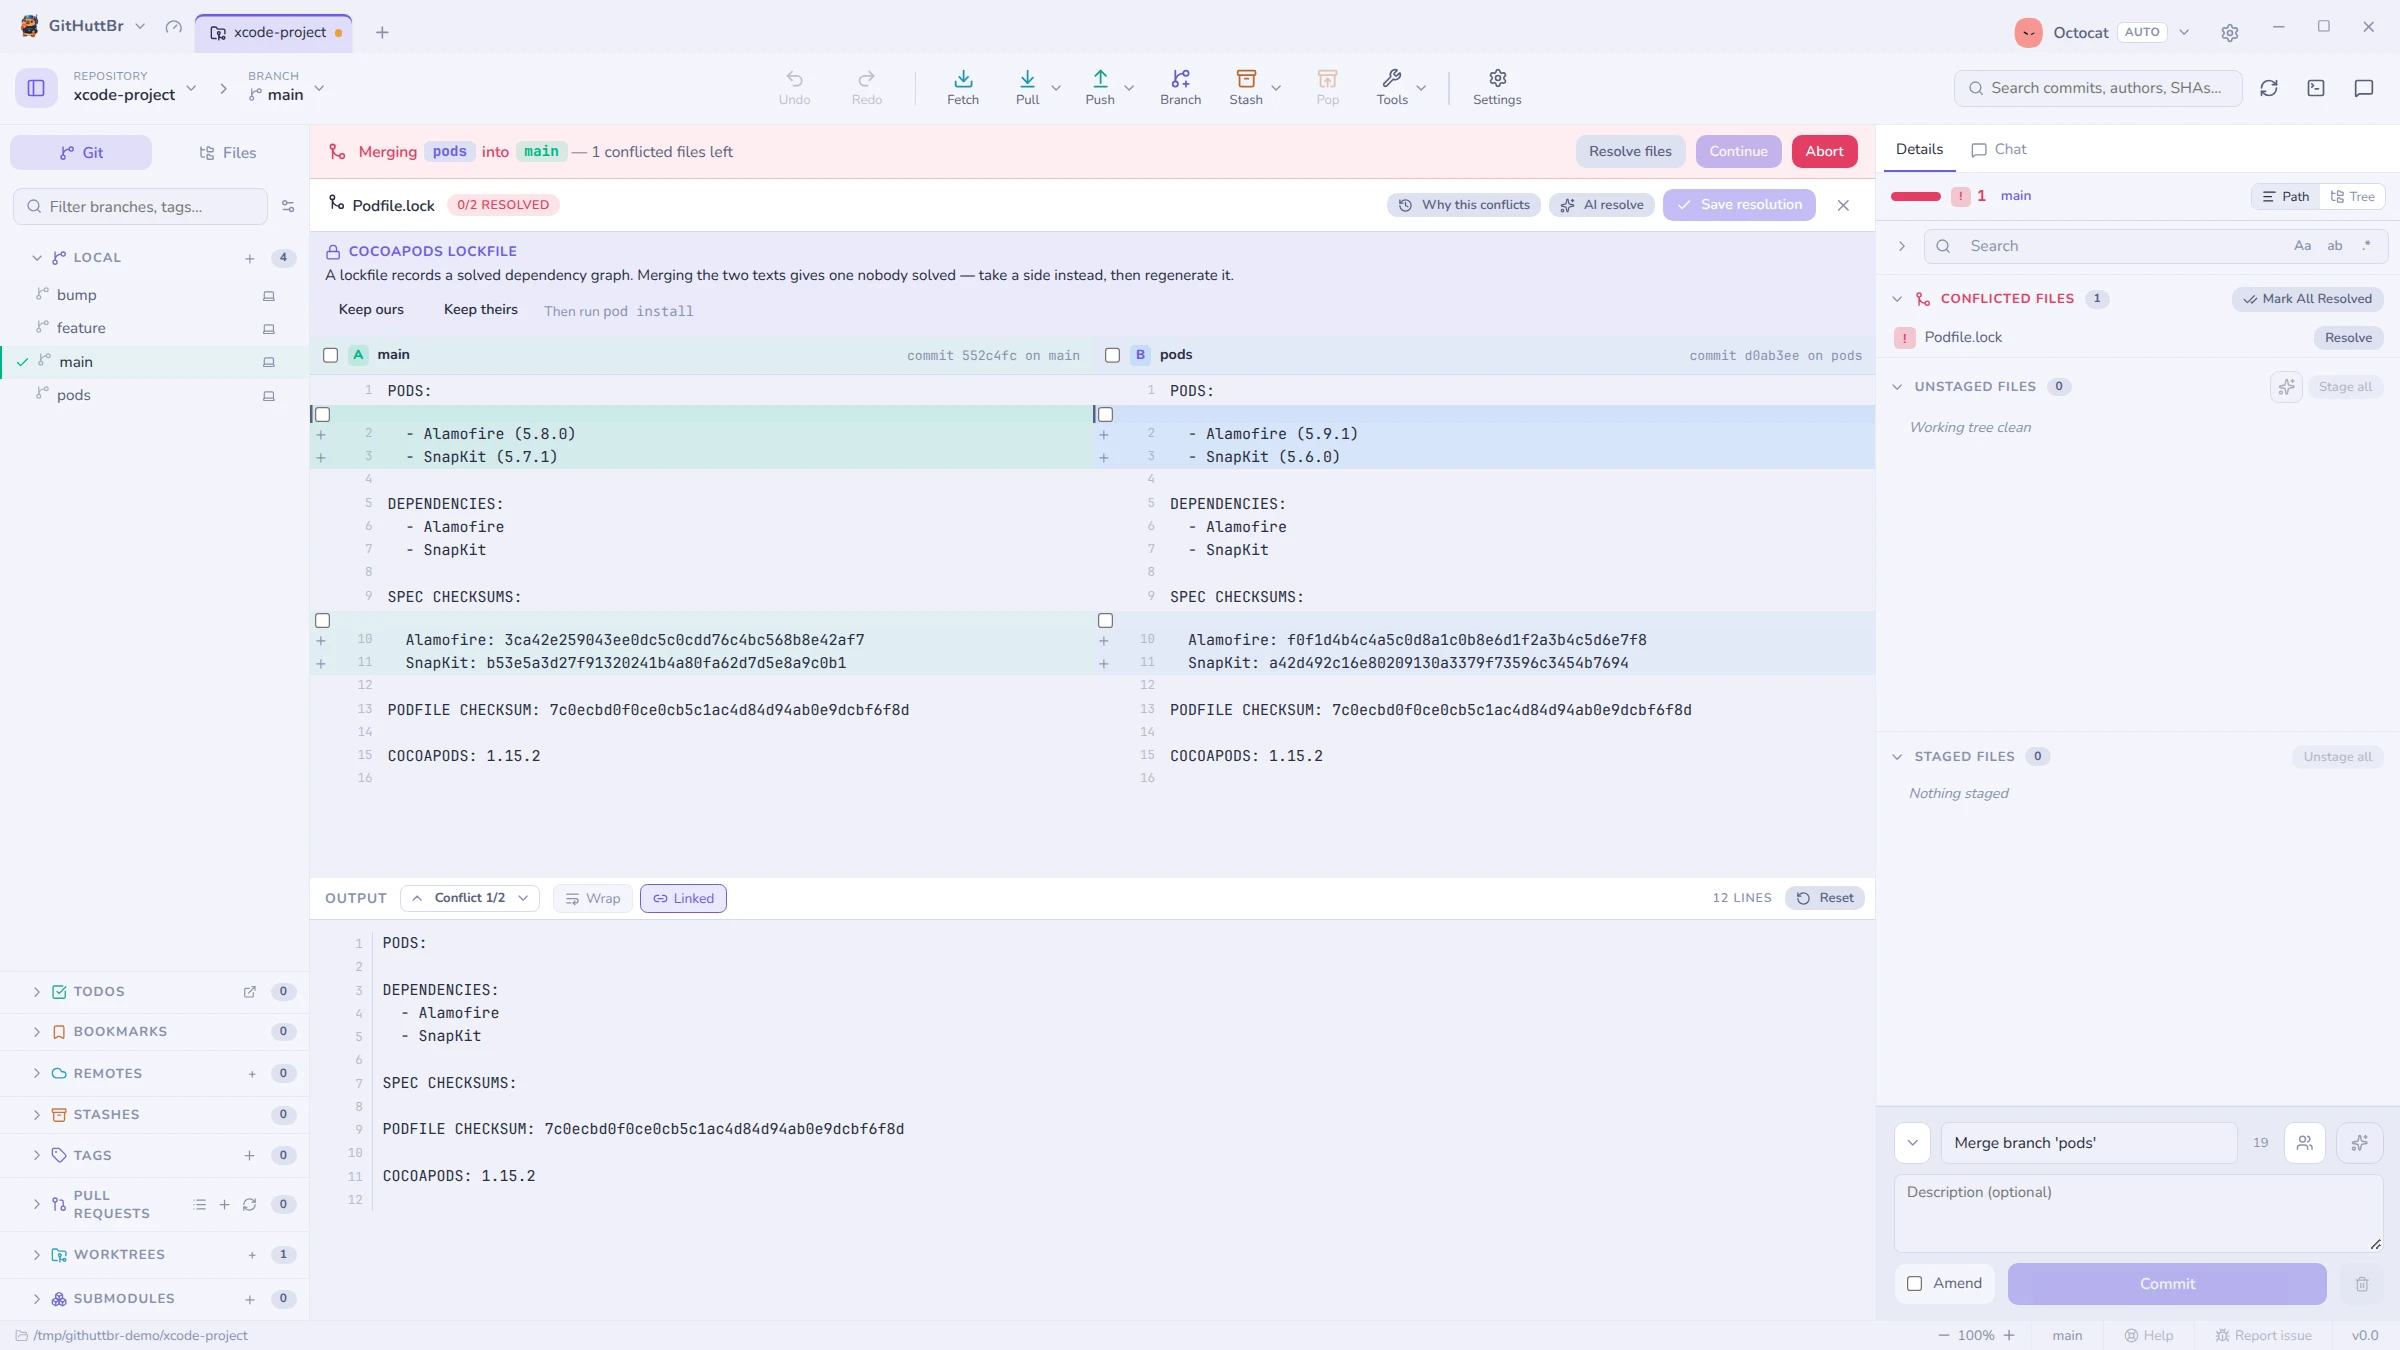 GitHuttBr
xcode-project
Octocat AUTO
REPOSITORY
xcode-project
BRANCH
main
Undo
Redo
Fetch
Pull
Push
Branch
Stash
Pop
Tools
Settings
Search commits, authors, SHAs...
Git
Files
Filter branches, tags...
LOCAL 4
bump
feature
main
pods
TODOS 0
BOOKMARKS 0
REMOTES 0
STASHES 0
TAGS 0
PULL REQUESTS 0
WORKTREES 1
SUBMODULES 0
Merging pods into main — 1 conflicted files left
Resolve files
Continue
Abort
Podfile.lock 0/2 RESOLVED
Why this conflicts
AI resolve
Save resolution
COCOAPODS LOCKFILE
A lockfile records a solved dependency graph. Merging the two texts gives one nobody solved — take a side instead, then regenerate it.
Keep ours
Keep theirs
Then run pod install
A main commit 552c4fc on main
1 PODS:
+ 2 - Alamofire (5.8.0)
+ 3 - SnapKit (5.7.1)
4
5 DEPENDENCIES:
6 - Alamofire
7 - SnapKit
8
9 SPEC CHECKSUMS:
+ 10 Alamofire: 3ca42e259043ee0dc5c0cdd76c4bc568b8e42af7
+ 11 SnapKit: b53e5a3d27f91320241b4a80fa62d7d5e8a9c0b1
12
13 PODFILE CHECKSUM: 7c0ecbd0f0ce0cb5c1ac4d84d94ab0e9dcbf6f8d
14
15 COCOAPODS: 1.15.2
16
B pods commit d0ab3ee on pods
1 PODS:
+ 2 - Alamofire (5.9.1)
+ 3 - SnapKit (5.6.0)
4
5 DEPENDENCIES:
6 - Alamofire
7 - SnapKit
8
9 SPEC CHECKSUMS:
+ 10 Alamofire: f0f1d4b4c4a5c0d8a1c0b8e6d1f2a3b4c5d6e7f8
+ 11 SnapKit: a42d492c16e80209130a3379f73596c3454b7694
12
13 PODFILE CHECKSUM: 7c0ecbd0f0ce0cb5c1ac4d84d94ab0e9dcbf6f8d
14
15 COCOAPODS: 1.15.2
16
OUTPUT
Conflict 1/2
Wrap
Linked
12 LINES
Reset
1 PODS:
2
3 DEPENDENCIES:
4 - Alamofire
5 - SnapKit
6
7 SPEC CHECKSUMS:
8
9 PODFILE CHECKSUM: 7c0ecbd0f0ce0cb5c1ac4d84d94ab0e9dcbf6f8d
10
11 COCOAPODS: 1.15.2
12
Details
Chat
! 1 main
Path
Tree
Search
Aa ab .*
CONFLICTED FILES 1
Mark All Resolved
! Podfile.lock
Resolve
UNSTAGED FILES 0
Stage all
Working tree clean
STAGED FILES 0
Unstage all
Nothing staged
Merge branch 'pods'
19
Description (optional)
Amend
Commit
/tmp/githuttbr-demo/xcode-project
100%
main
Help
Report issue
v0.0